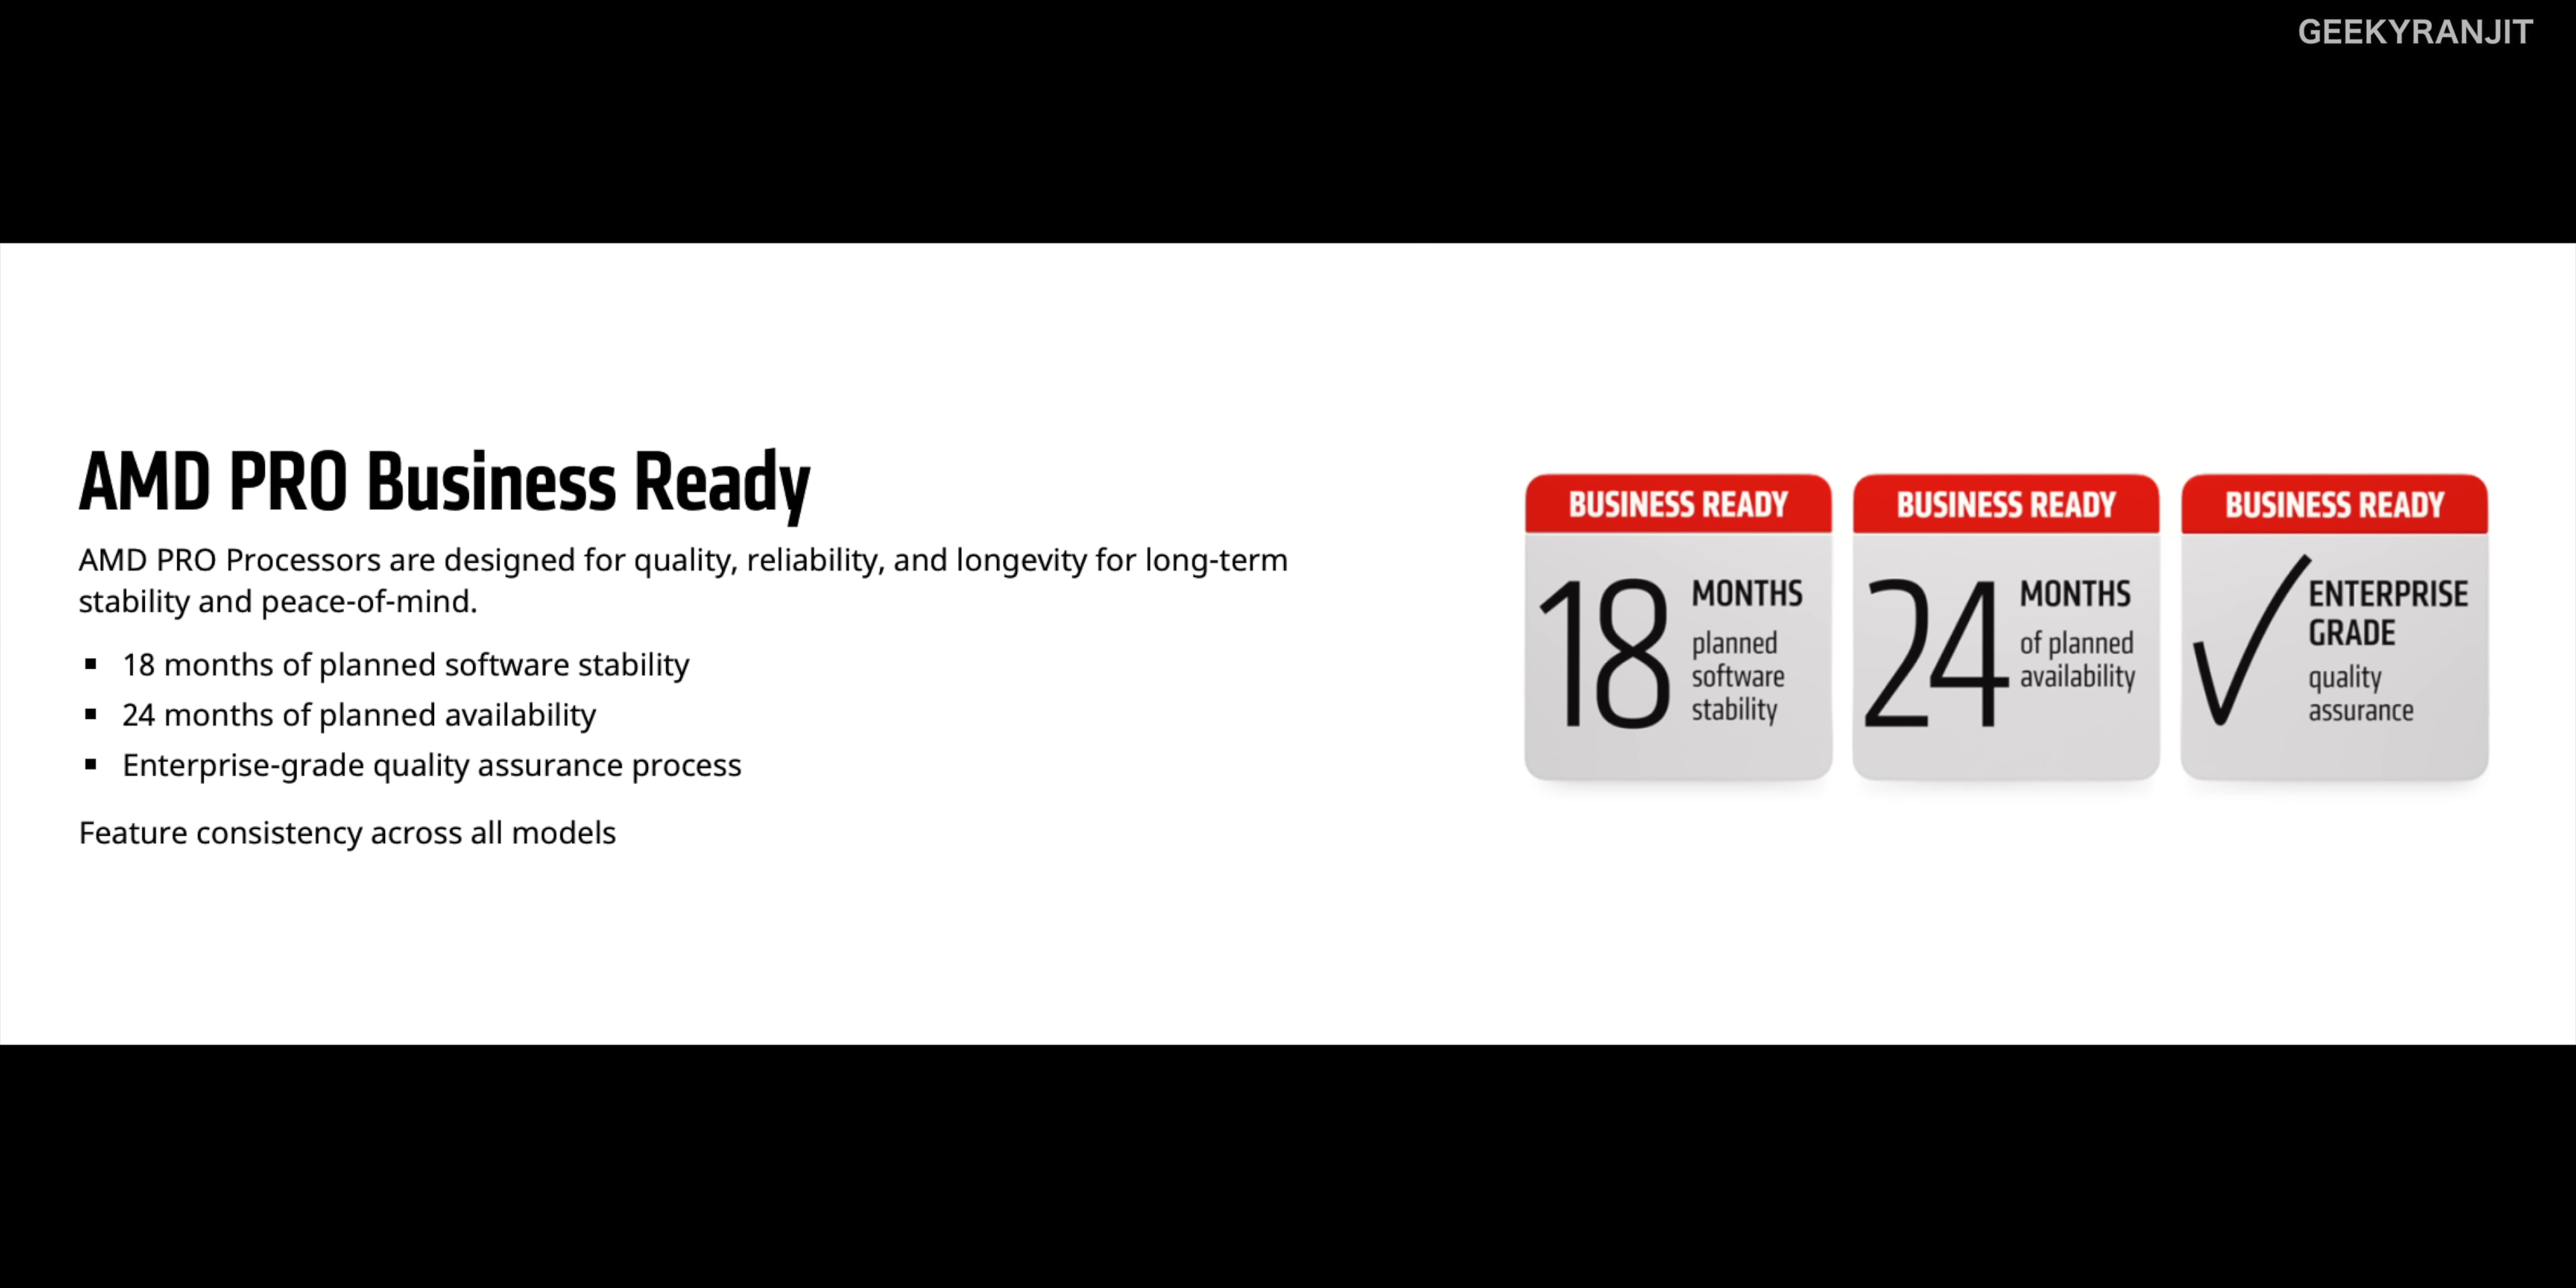 GEEKYRANJIT
AMD PRO Business Ready
AMD PRO Processors are designed for quality, reliability, and longevity for long-term
stability and peace-of-mind.
▪ 18 months of planned software stability
▪ 24 months of planned availability
▪ Enterprise-grade quality assurance process
Feature consistency across all models
BUSINESS READY
18 MONTHS
planned
software
stability
BUSINESS READY
24 MONTHS
of planned
availability
BUSINESS READY
ENTERPRISE
GRADE
quality
assurance